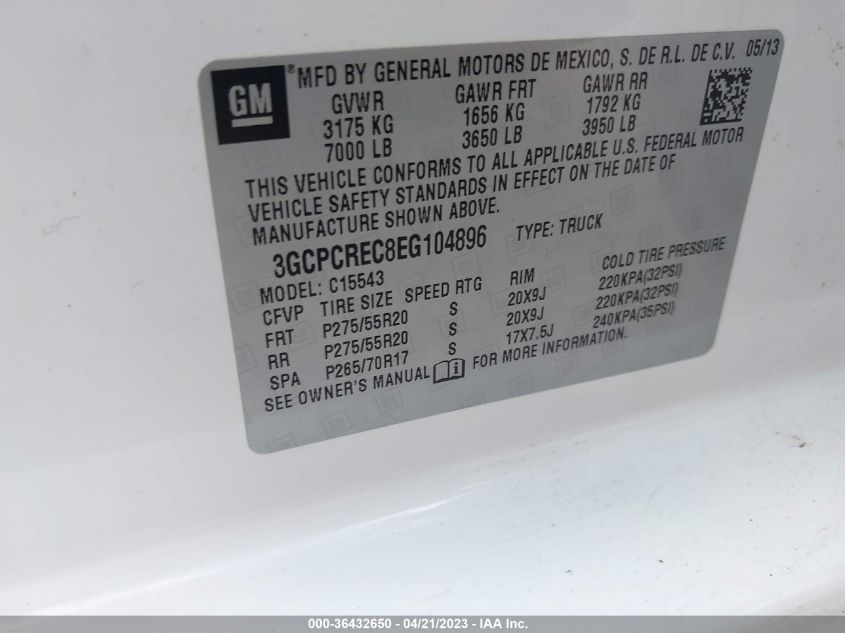 GM ®MFD BY GENERAL MOTORS DE MEXICO, S. DE R.L. DE C.V. 05/13
GVWR GAWR FRT GAWR RR
3175 KG 1656 KG 1792 KG
7000 LB 3650 LB 3950 LB
THIS VEHICLE CONFORMS TO ALL APPLICABLE U.S. FEDERAL MOTOR
VEHICLE SAFETY STANDARDS IN EFFECT ON THE DATE OF
MANUFACTURE SHOWN ABOVE.
3GCPCREC8EG104896 TYPE: TRUCK
MODEL: C15543
CFVP TIRE SIZE SPEED RTG RIM COLD TIRE PRESSURE
FRT P275/55R20 S 20X9J 220KPA(32PSI)
RR P275/55R20 S 20X9J 220KPA(32PSI)
SPA P265/70R17 S 17X7.5J 240KPA(35PSI)
SEE OWNER'S MANUAL FOR MORE INFORMATION.
000-36432650 - 04/21/2023 - IAA Inc.